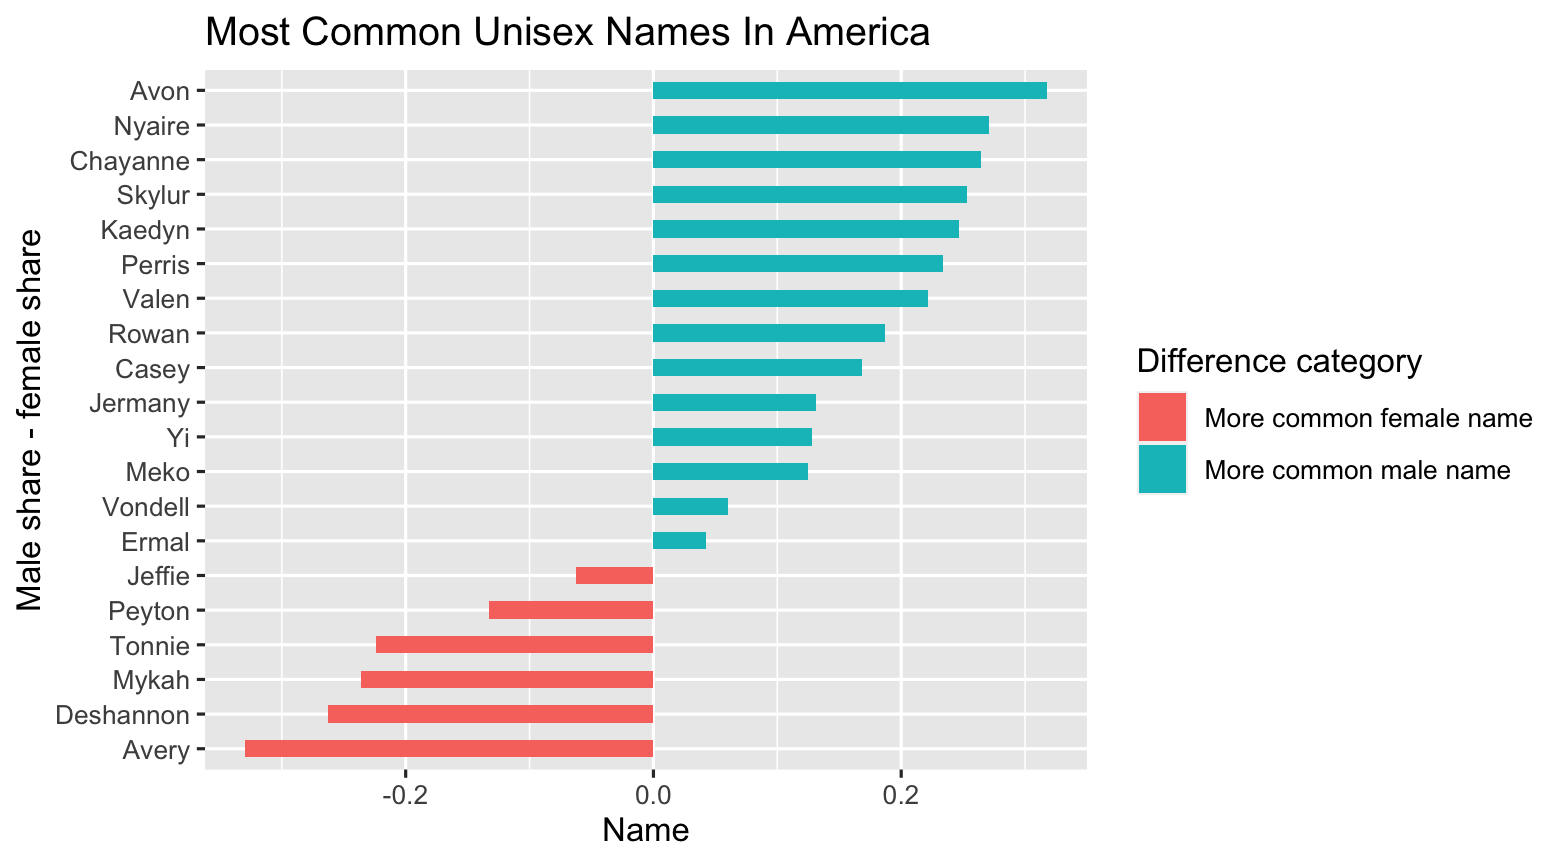 Most Common Unisex Names In America
Male share - female share
Avon
Nyaire
Chayanne
Skylur
Kaedyn
Perris
Valen
Rowan
Casey
Jermany
Yi
Meko
Vondell
Ermal
Jeffie
Peyton
Tonnie
Mykah
Deshannon
Avery
-0.2 0.0 0.2
Name
Difference category
More common female name
More common male name